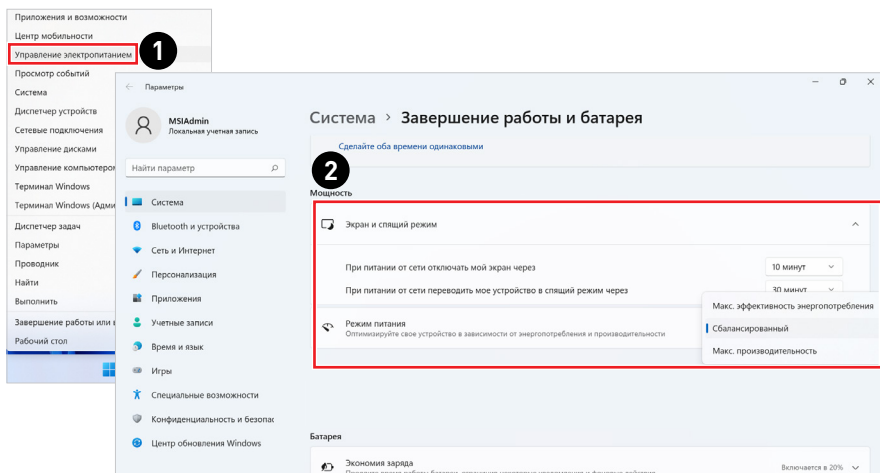 Приложения и возможности
Центр мобильности
Управление электропитанием
1
Просмотр событий
Система
Диспетчер устройств
Сетевые подключения
Управление дисками
Управление компьютером
Терминал Windows
Терминал Windows (Адми
Диспетчер задач
Параметры
Проводник
Найти
Выполнить
Завершение работы или в
Рабочий стол
Параметры
MSIAdmin
Локальная учетная запись
Найти параметр
Система
Bluetooth и устройства
Сеть и Интернет
Персонализация
Приложения
Учетные записи
Время и язык
Игры
Специальные возможности
Конфиденциальность и безопас
Центр обновления Windows
Система > Завершение работы и батарея
Сделайте оба времени одинаковыми
2
Мощность
Экран и спящий режим
При питании от сети отключать мой экран через
10 минут
При питании от сети переводить мое устройство в спящий режим через
30 минут
Режим питания
Оптимизируйте свое устройство в зависимости от энергопотребления и производительности
Макс. эффективность энергопотребления
Сбалансированный
Макс. производительность
Батарея
Экономия заряда
Включается в 20%